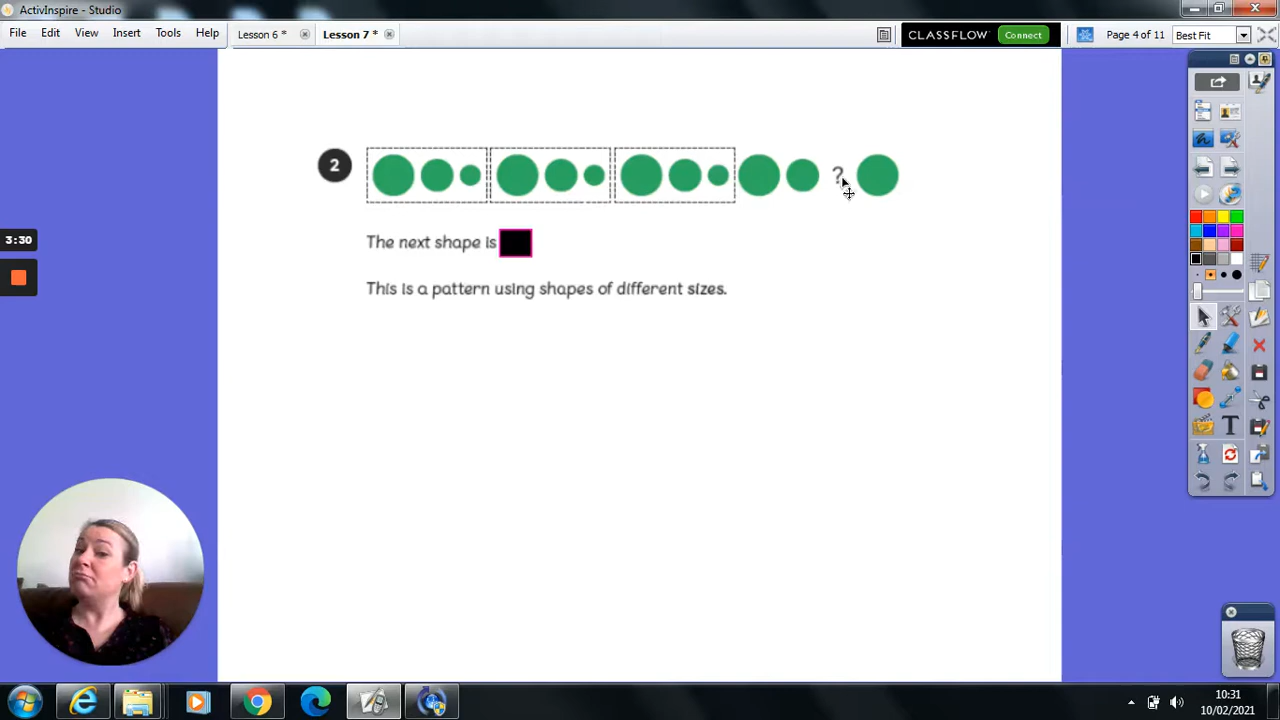 ActivInspire - Studio
File Edit View Insert Tools Help
Lesson 6 * Lesson 7 *
CLASSFLOW Connect
Page 4 of 11 Best Fit
2
?
The next shape is
This is a pattern using shapes of different sizes.
3:30
T
10:31
10/02/2021